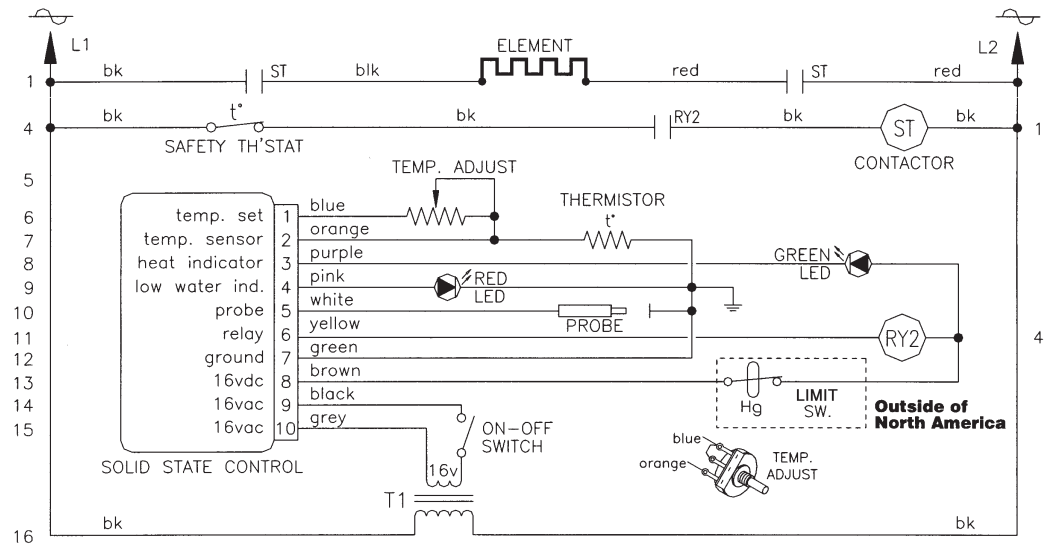 L1
L2
ELEMENT
1 bk ST blk red ST red
t°
4 bk bk RY2 bk ST bk 1
SAFETY TH'STAT
CONTACTOR
5
TEMP. ADJUST
6 temp. set 1 blue
THERMISTOR
t°
7 temp. sensor 2 orange
8 heat indicator 3 purple
GREEN
LED
9 low water ind. 4 pink
RED
LED
10 probe 5 white
PROBE
11 relay 6 yellow RY2 4
12 ground 7 green
13 16vdc 8 brown
Hg
LIMIT
SW.
Outside of
North America
14 16vac 9 black
15 16vac 10 grey
ON-OFF
SWITCH
SOLID STATE CONTROL
16v
T1
blue
orange
TEMP.
ADJUST
16 bk bk